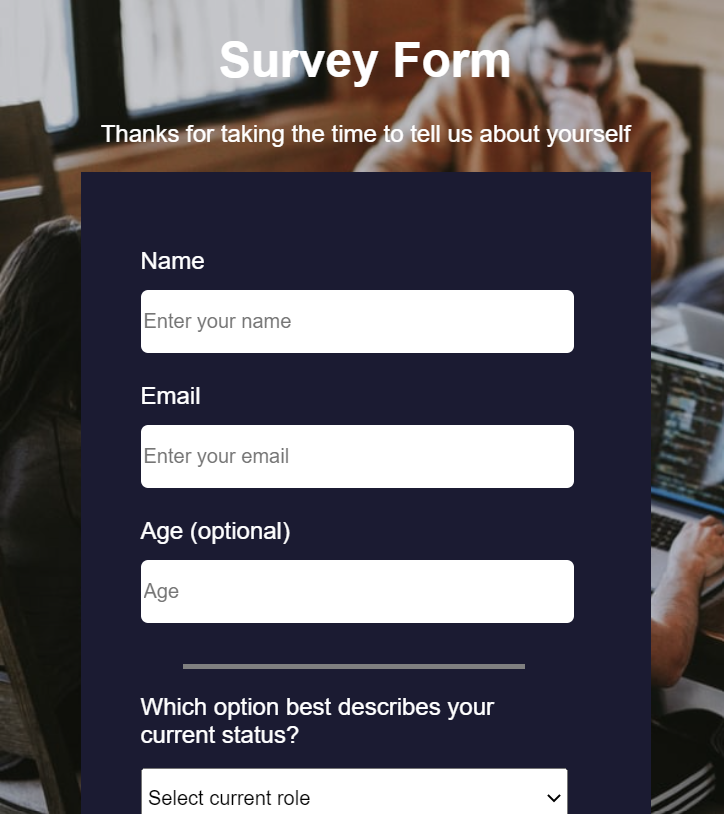 Survey Form
Thanks for taking the time to tell us about yourself
Name
Enter your name
Email
Enter your email
Age (optional)
Age
Which option best describes your
current status?
Select current role